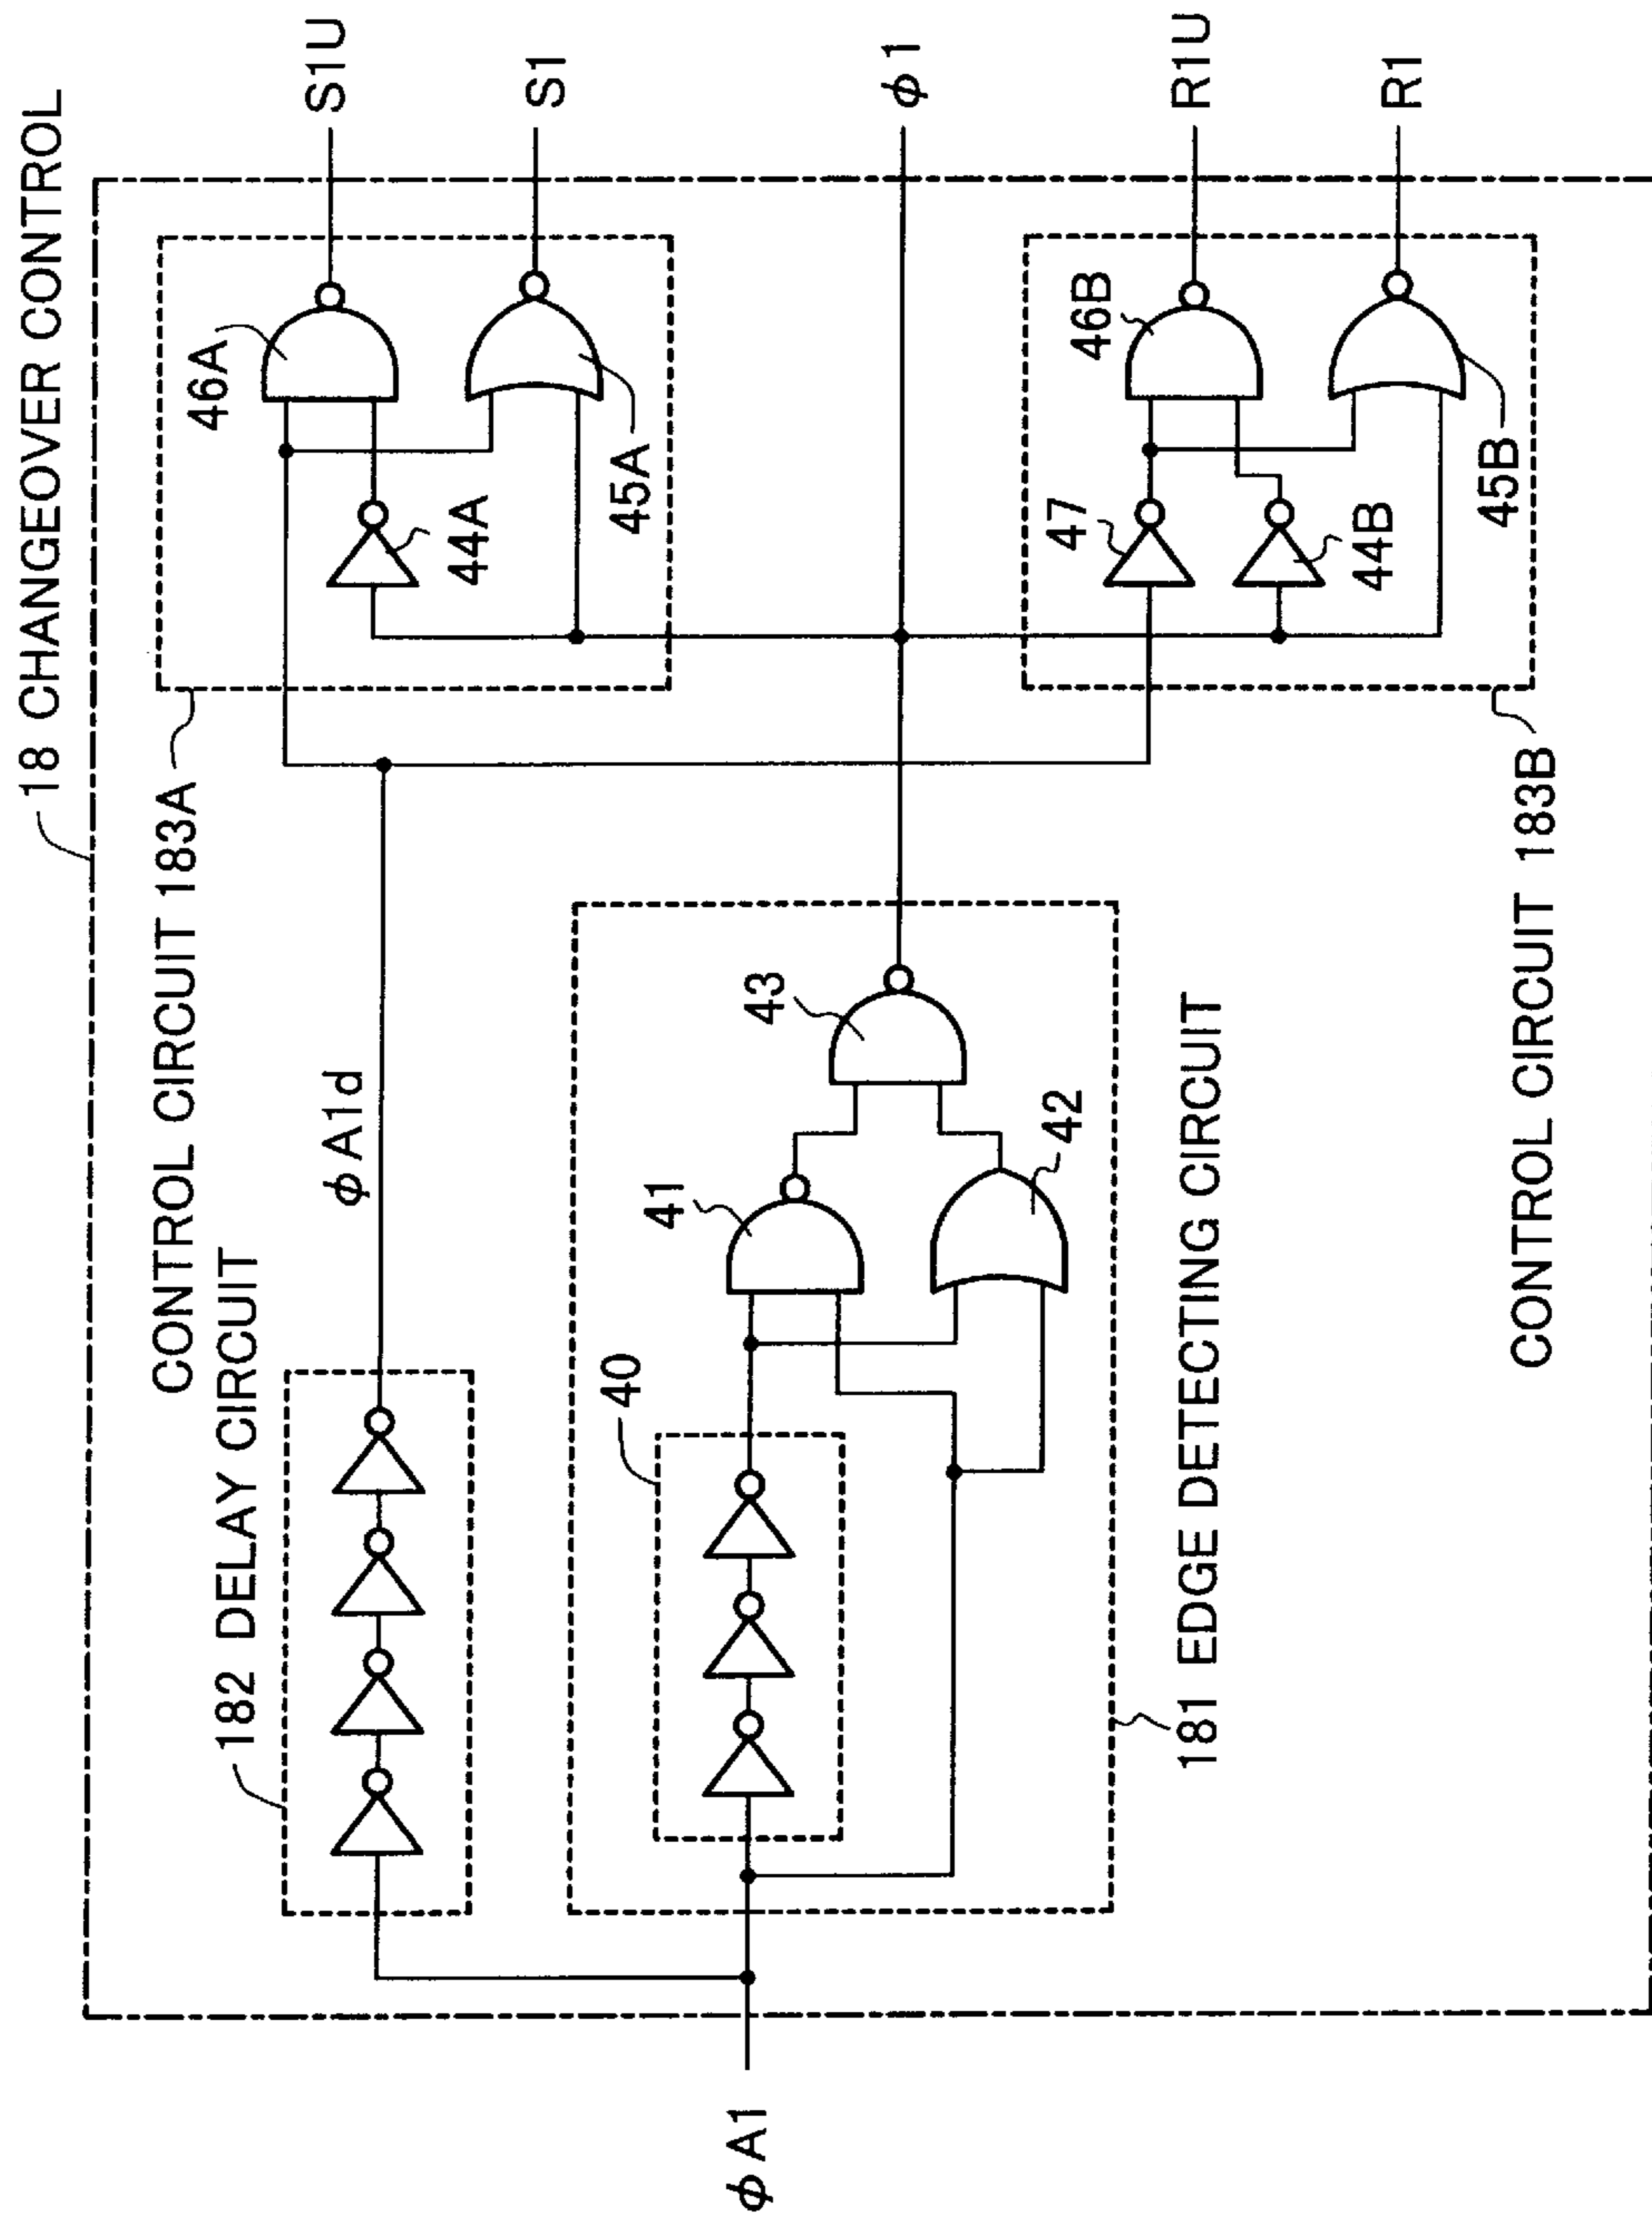 18 CHANGEOVER CONTROL
CONTROL CIRCUIT 183A
182 DELAY CIRCUIT
φA1d
46A
44A
45A
S1U
S1
φ1
40
41
42
43
181 EDGE DETECTING CIRCUIT
φA1
47
46B
44B
45B
R1U
R1
CONTROL CIRCUIT 183B